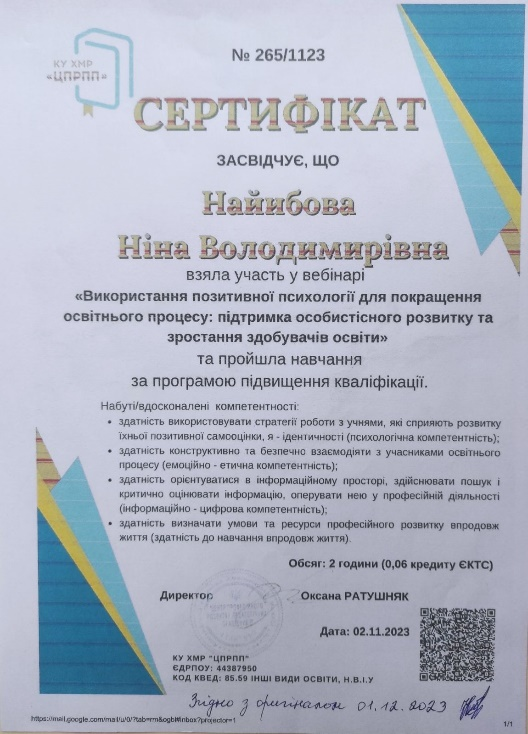 КУ ХМР
«ЦПРПП»
№ 265/1123
СЕРТИФІКАТ
ЗАСВІДЧУЄ, ЩО
Найибова
Ніна Володимирівна
взяла участь у вебінарі
«Використання позитивної психології для покращення
освітнього процесу: підтримка особистісного розвитку та
зростання здобувачів освіти»
та пройшла навчання
за програмою підвищення кваліфікації.
Набуті/вдосконалені компетентності:
• здатність використовувати стратегії роботи з учнями, які сприяють розвитку
їхньої позитивної самооцінки, я - ідентичності (психологічна компетентність);
• здатність конструктивно та безпечно взаємодіяти з учасниками освітнього
процесу (емоційно - етична компетентність);
• здатність орієнтуватися в інформаційному просторі, здійснювати пошук і
критично оцінювати інформацію, оперувати нею у професійній діяльності
(інформаційно - цифрова компетентність);
• здатність визначати умови та ресурси професійного розвитку впродовж
життя (здатність до навчання впродовж життя).
Обсяг: 2 години (0,06 кредиту ЄКТС)
Директор Оксана РАТУШНЯК
Дата: 02.11.2023
КУ ХМР "ЦПРПП"
ЄДРПОУ: 44387950
КОД КВЕД: 85.59 ІНШІ ВИДИ ОСВІТИ, Н.В.І.У
Згідно з оригіналом 01.12.2023
https://mail.google.com/mail/u/0/?tab=rm&ogbl#inbox?projector=1
1/1